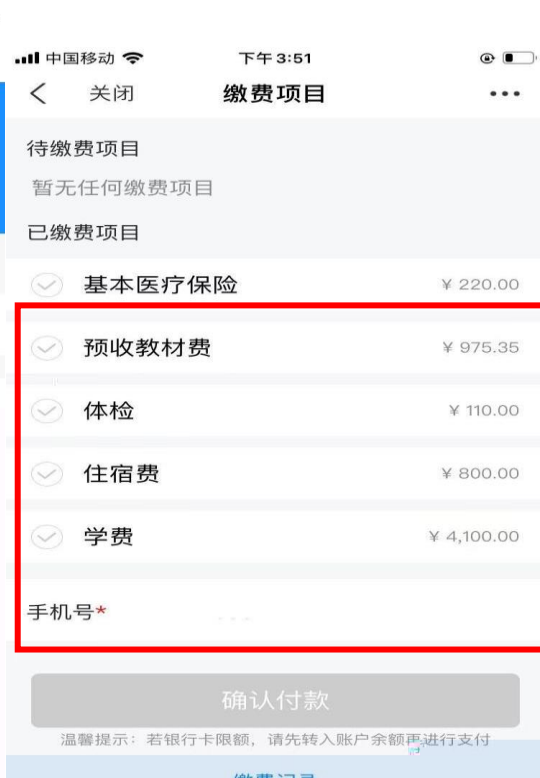 中国移动 下午3:51
关闭 缴费项目
待缴费项目
暂无任何缴费项目
已缴费项目
基本医疗保险 ¥ 220.00
预收教材费 ¥ 975.35
体检 ¥ 110.00
住宿费 ¥ 800.00
学费 ¥ 4,100.00
手机号*
确认付款
温馨提示：若银行卡限额，请先转入账户余额再进行支付
缴费记录